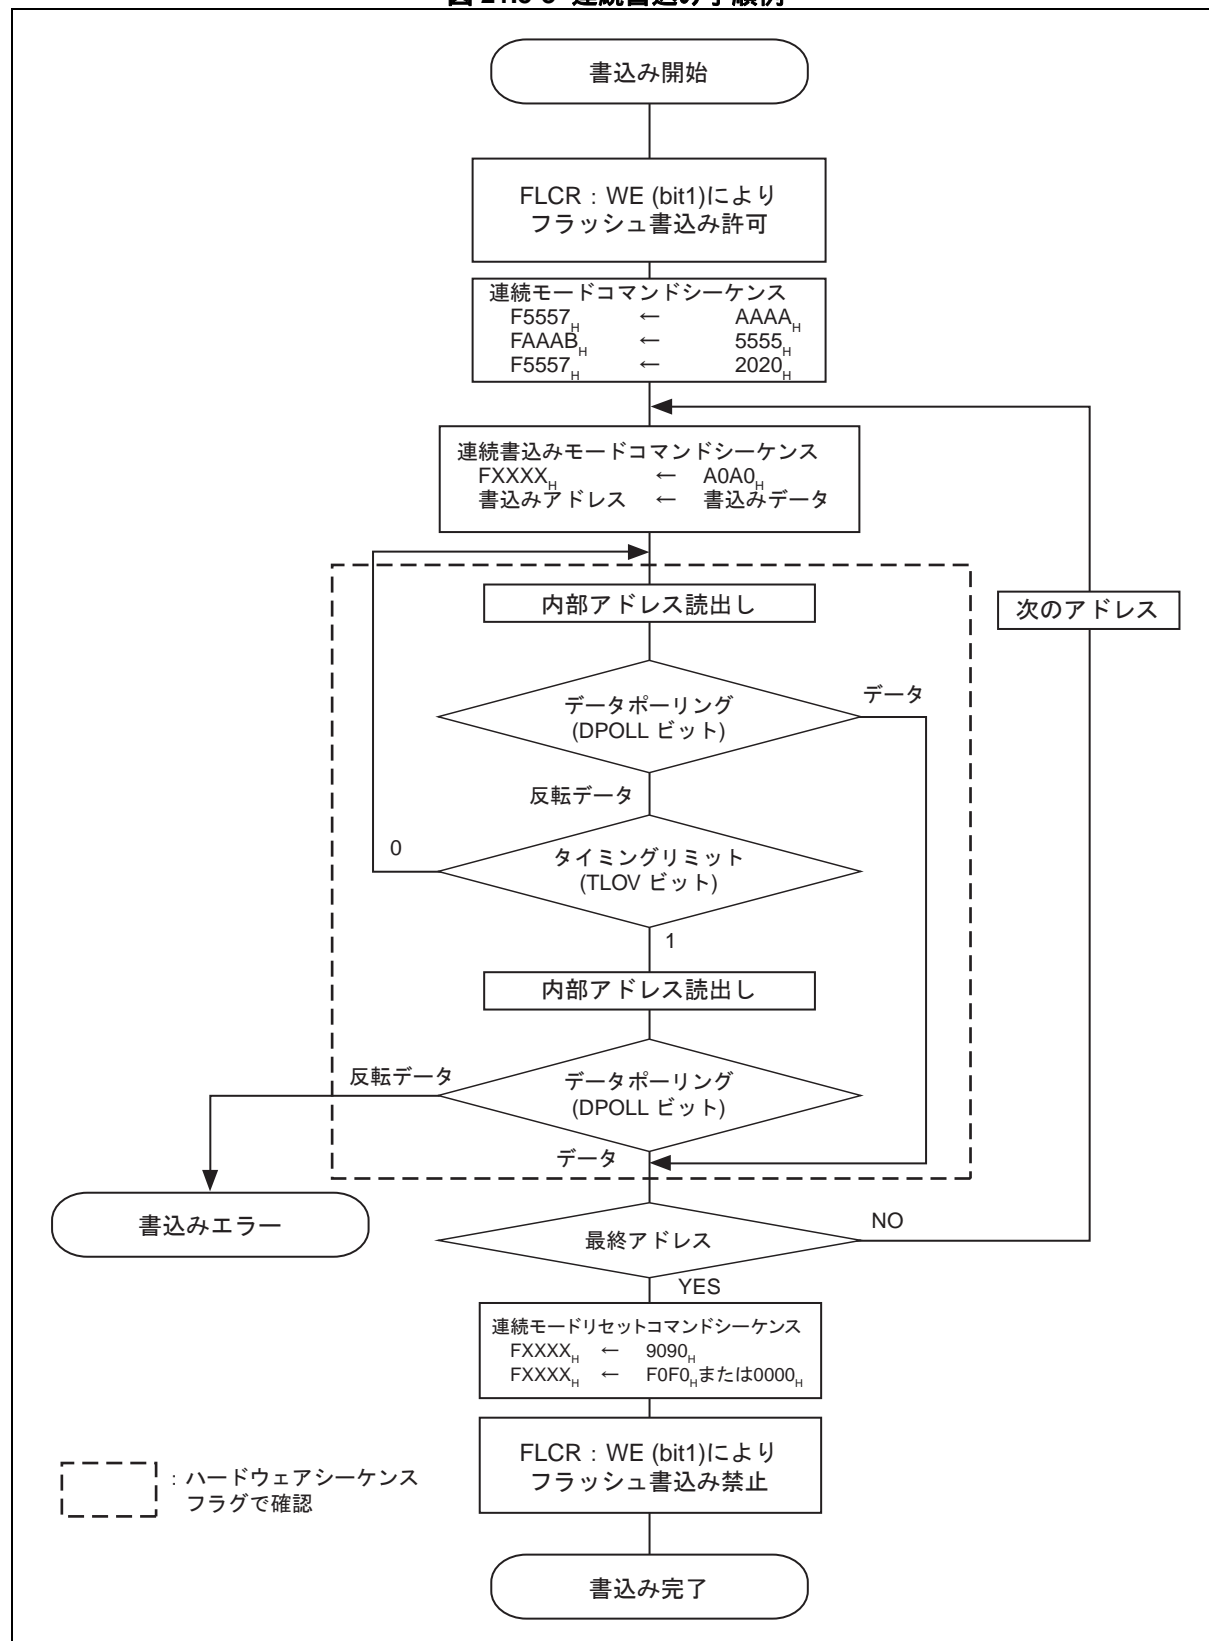 図 21.6-3 連続書込み手順例
書込み開始
FLCR : WE (bit1)により
フラッシュ書込み許可
連続モードコマンドシーケンス
F5557H ← AAAAH
FAAABH ← 5555H
F5557H ← 2020H
連続書込みモードコマンドシーケンス
FXXXXH ← A0A0H
書込みアドレス ← 書込みデータ
内部アドレス読出し
次のアドレス
データポーリング
(DPOLL ビット)
データ
反転データ
0
タイミングリミット
(TLOV ビット)
1
内部アドレス読出し
反転データ
データポーリング
(DPOLL ビット)
データ
書込みエラー
最終アドレス
NO
YES
連続モードリセットコマンドシーケンス
FXXXXH ← 9090H
FXXXXH ← F0F0Hまたは0000H
FLCR : WE (bit1)により
フラッシュ書込み禁止
: ハードウェアシーケンス
フラグで確認
書込み完了